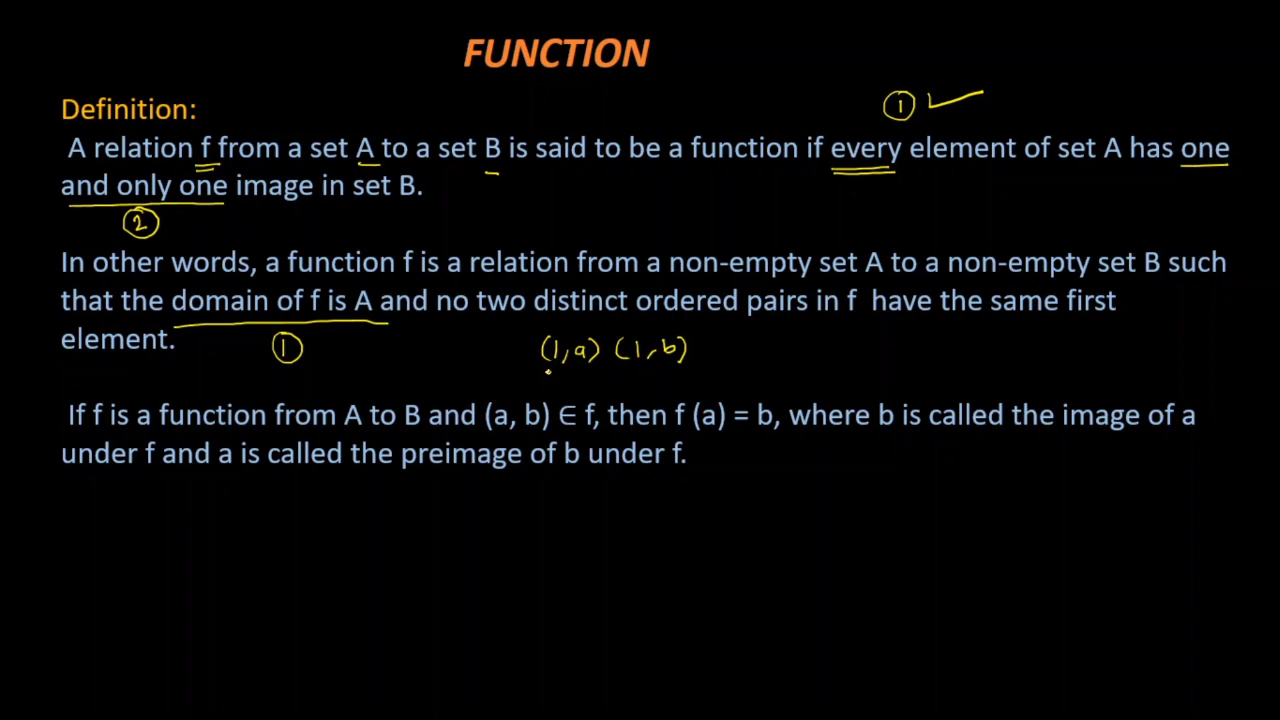 FUNCTION
Definition:
①
A relation f from a set A to a set B is said to be a function if every element of set A has one
and only one image in set B.
②
In other words, a function f is a relation from a non-empty set A to a non-empty set B such
that the domain of f is A and no two distinct ordered pairs in f have the same first
element.
① (1,a) (1,b)
If f is a function from A to B and (a, b) ∈ f, then f (a) = b, where b is called the image of a
under f and a is called the preimage of b under f.